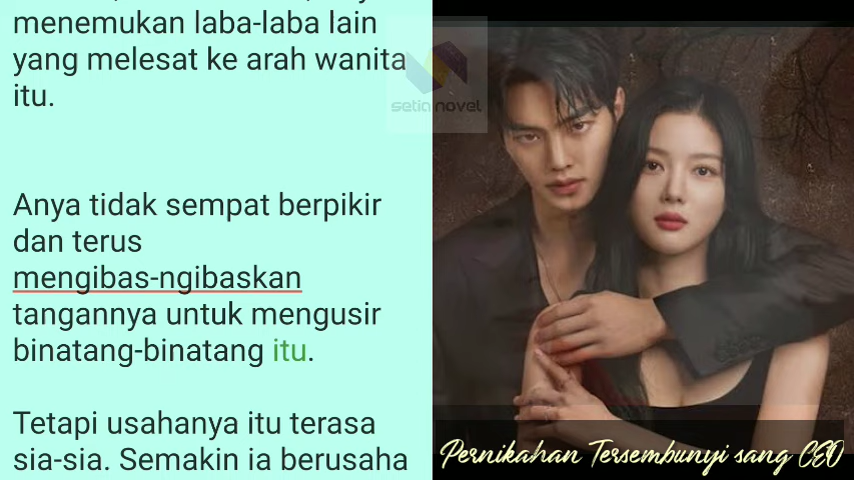 menemukan laba-laba lain
yang melesat ke arah wanita
itu.
Anya tidak sempat berpikir
dan terus
mengibas-ngibaskan
tangannya untuk mengusir
binatang-binatang itu.
Tetapi usahanya itu terasa
sia-sia. Semakin ia berusaha
setia novel
Pernikahan Tersembunyi sang CEO